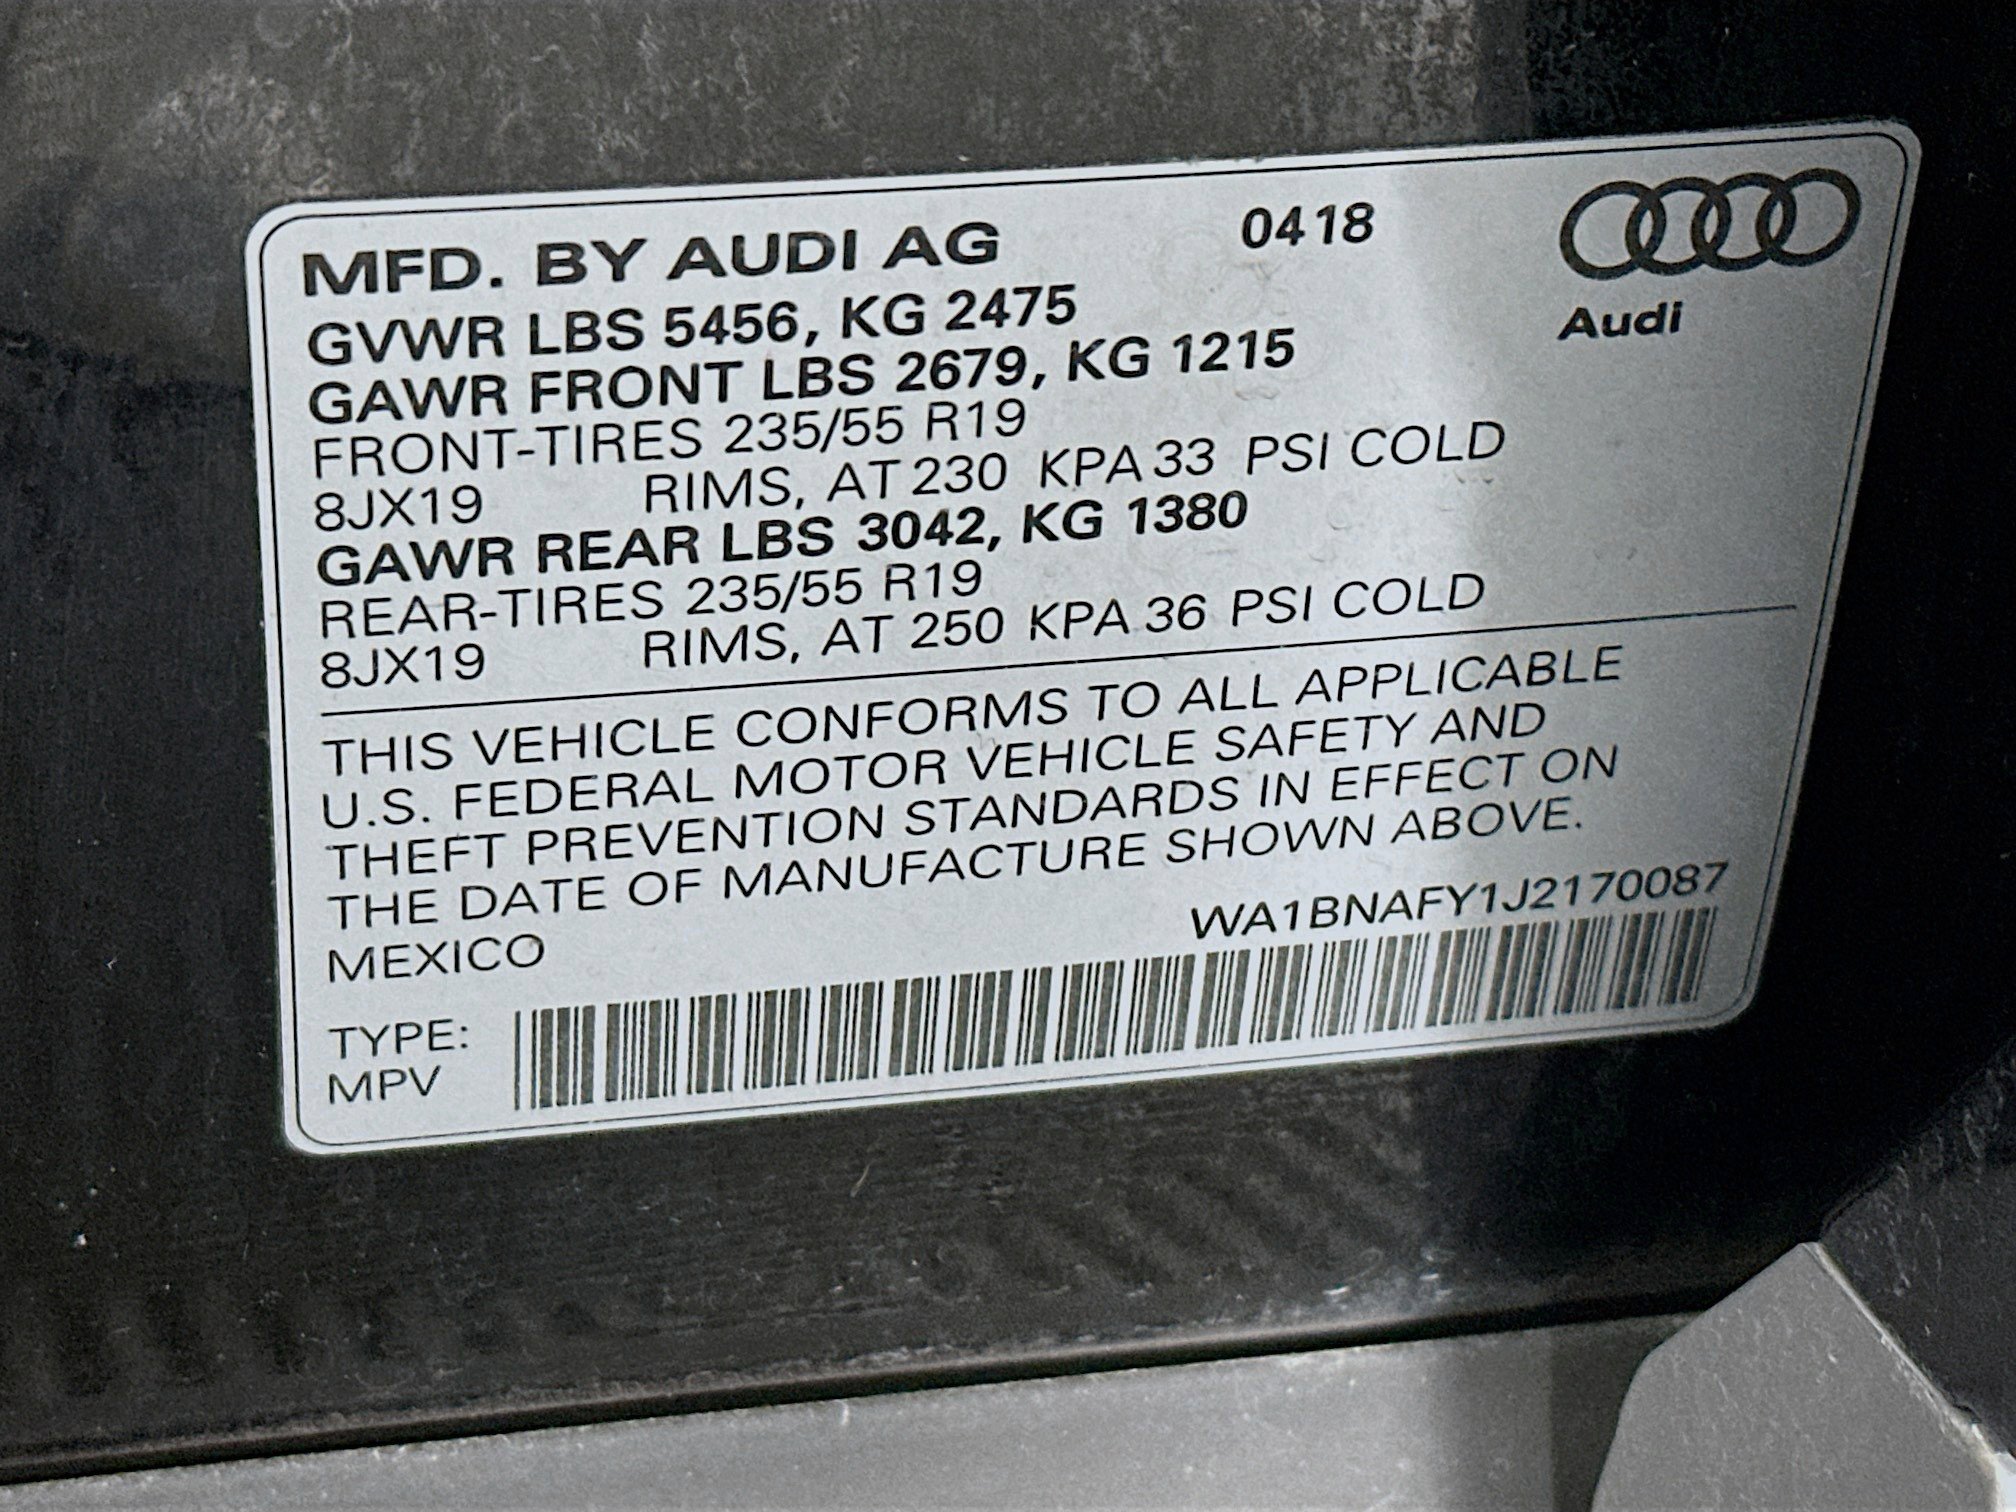 MFD. BY AUDI AG 0418
Audi
GVWR LBS 5456, KG 2475
GAWR FRONT LBS 2679, KG 1215
FRONT-TIRES 235/55 R19
8JX19 RIMS, AT 230 KPA 33 PSI COLD
GAWR REAR LBS 3042, KG 1380
REAR-TIRES 235/55 R19
8JX19 RIMS, AT 250 KPA 36 PSI COLD
THIS VEHICLE CONFORMS TO ALL APPLICABLE
U.S. FEDERAL MOTOR VEHICLE SAFETY AND
THEFT PREVENTION STANDARDS IN EFFECT ON
THE DATE OF MANUFACTURE SHOWN ABOVE.
MEXICO WA1BNAFY1J2170087
TYPE:
MPV